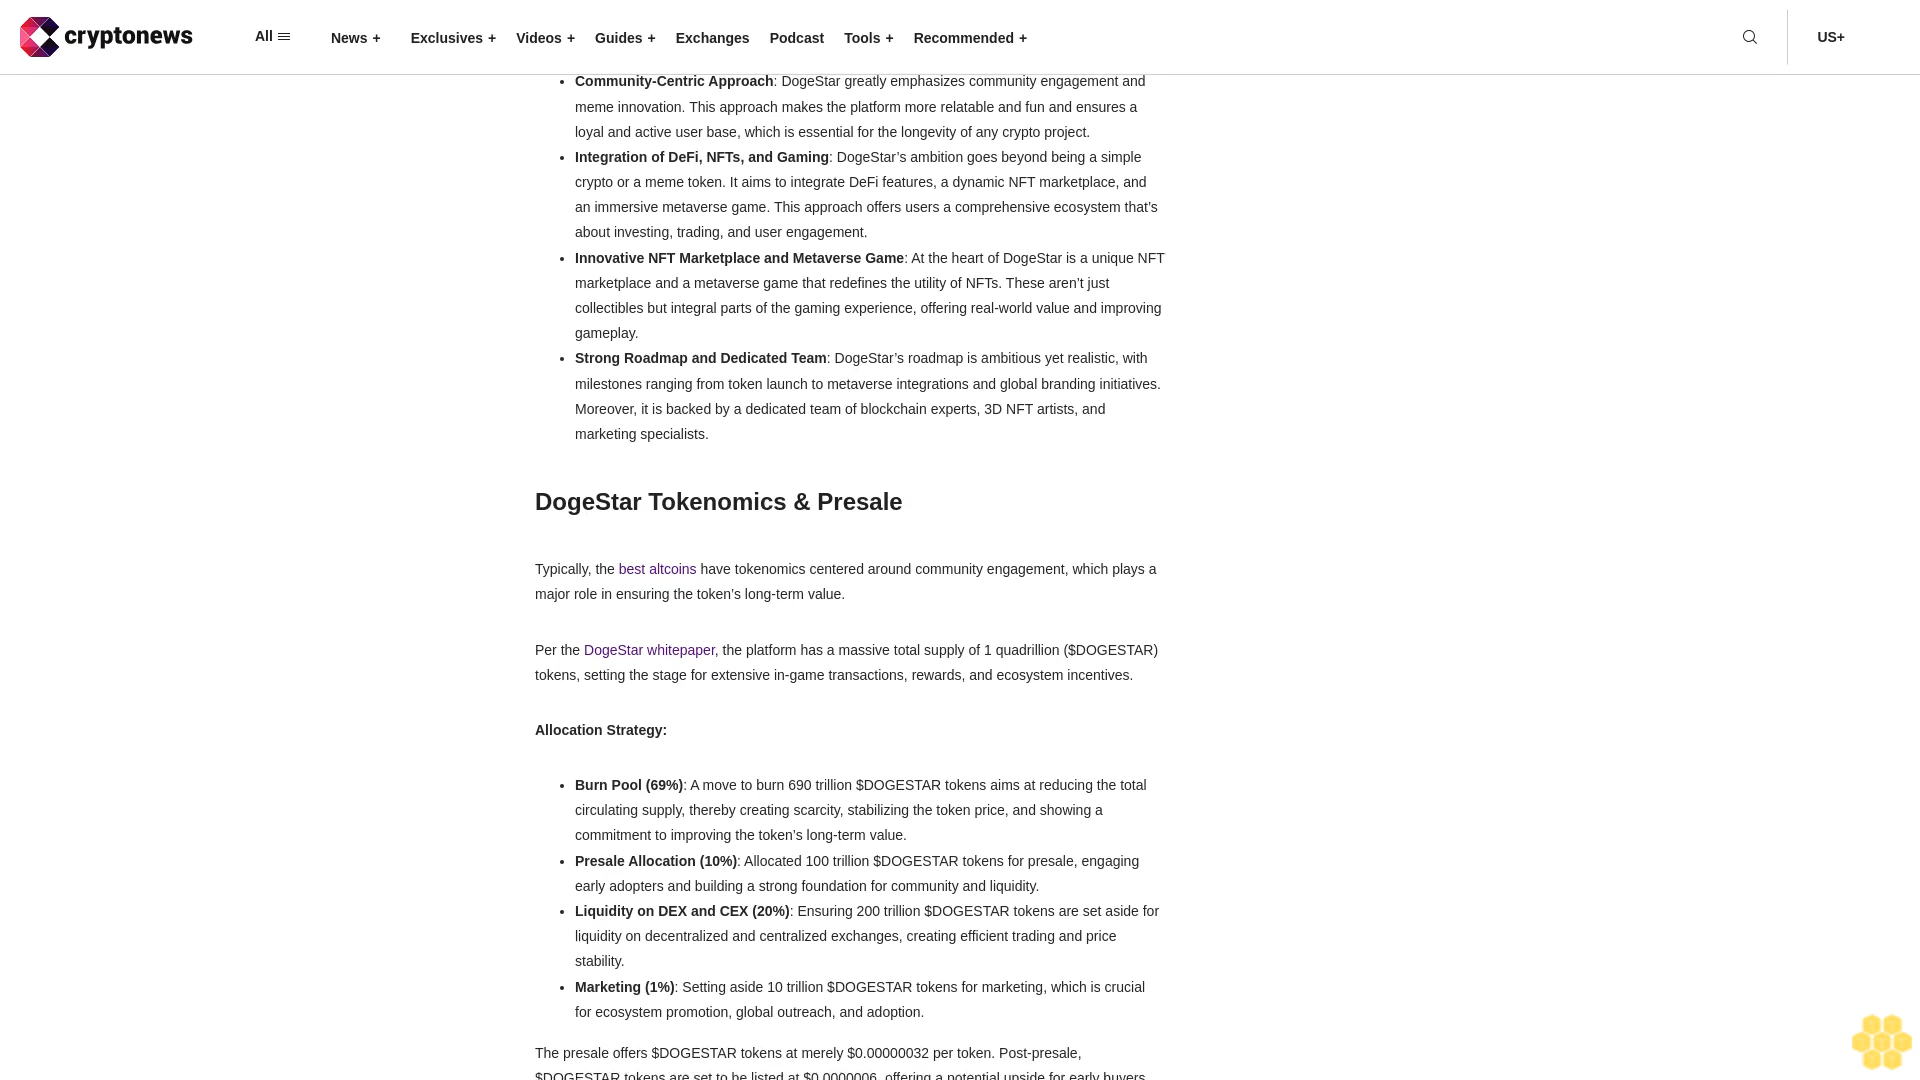 cryptonews
All
News +
Exclusives +
Videos +
Guides +
Exchanges
Podcast
Tools +
Recommended +
US+
Community-Centric Approach: DogeStar greatly emphasizes community engagement and
meme innovation. This approach makes the platform more relatable and fun and ensures a
loyal and active user base, which is essential for the longevity of any crypto project.
Integration of DeFi, NFTs, and Gaming: DogeStar’s ambition goes beyond being a simple
crypto or a meme token. It aims to integrate DeFi features, a dynamic NFT marketplace, and
an immersive metaverse game. This approach offers users a comprehensive ecosystem that’s
about investing, trading, and user engagement.
Innovative NFT Marketplace and Metaverse Game: At the heart of DogeStar is a unique NFT
marketplace and a metaverse game that redefines the utility of NFTs. These aren’t just
collectibles but integral parts of the gaming experience, offering real-world value and improving
gameplay.
Strong Roadmap and Dedicated Team: DogeStar’s roadmap is ambitious yet realistic, with
milestones ranging from token launch to metaverse integrations and global branding initiatives.
Moreover, it is backed by a dedicated team of blockchain experts, 3D NFT artists, and
marketing specialists.
DogeStar Tokenomics & Presale
Typically, the best altcoins have tokenomics centered around community engagement, which plays a
major role in ensuring the token’s long-term value.
Per the DogeStar whitepaper, the platform has a massive total supply of 1 quadrillion ($DOGESTAR)
tokens, setting the stage for extensive in-game transactions, rewards, and ecosystem incentives.
Allocation Strategy:
Burn Pool (69%): A move to burn 690 trillion $DOGESTAR tokens aims at reducing the total
circulating supply, thereby creating scarcity, stabilizing the token price, and showing a
commitment to improving the token’s long-term value.
Presale Allocation (10%): Allocated 100 trillion $DOGESTAR tokens for presale, engaging
early adopters and building a strong foundation for community and liquidity.
Liquidity on DEX and CEX (20%): Ensuring 200 trillion $DOGESTAR tokens are set aside for
liquidity on decentralized and centralized exchanges, creating efficient trading and price
stability.
Marketing (1%): Setting aside 10 trillion $DOGESTAR tokens for marketing, which is crucial
for ecosystem promotion, global outreach, and adoption.
The presale offers $DOGESTAR tokens at merely $0.00000032 per token. Post-presale,
$DOGESTAR tokens are set to be listed at $0.0000006, offering a potential upside for early buyers